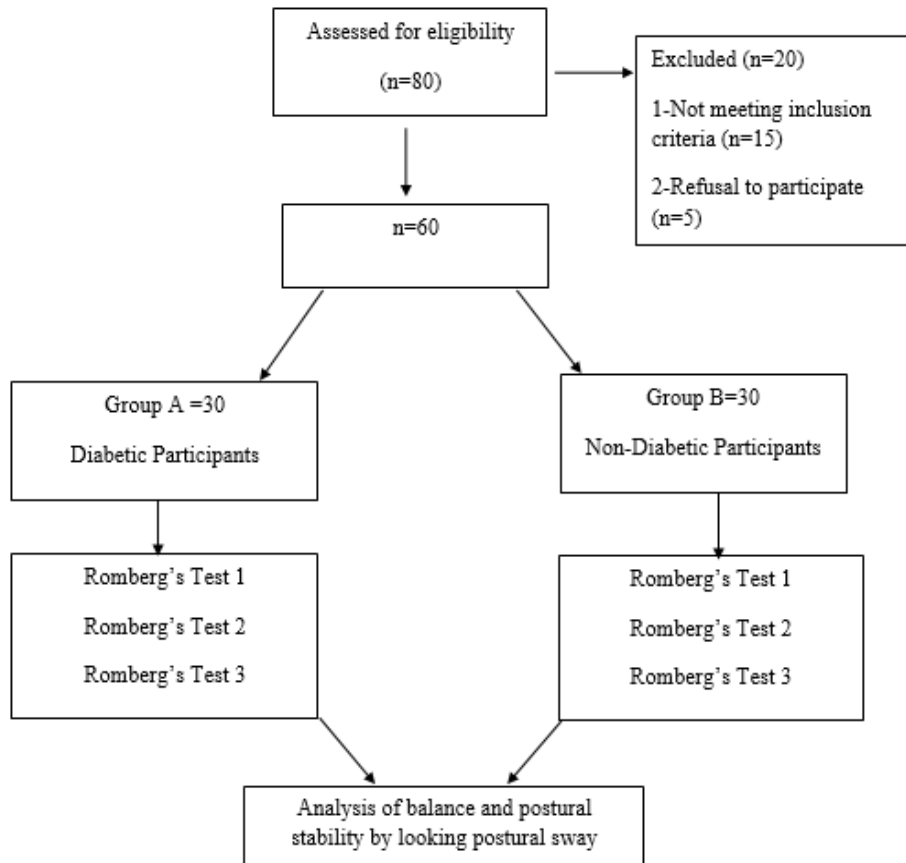 Assessed for eligibility
(n=80)
Excluded (n=20)
1-Not meeting inclusion
criteria (n=15)
2-Refusal to participate
(n=5)
n=60
Group A =30
Diabetic Participants
Group B=30
Non-Diabetic Participants
Romberg’s Test 1
Romberg’s Test 2
Romberg’s Test 3
Romberg’s Test 1
Romberg’s Test 2
Romberg’s Test 3
Analysis of balance and postural
stability by looking postural sway